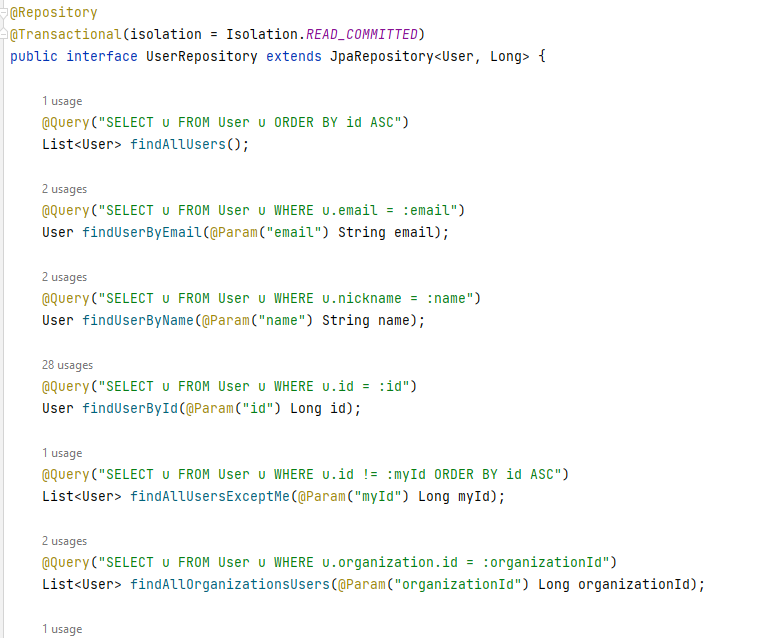 @Repository
@Transactional(isolation = Isolation.READ_COMMITTED)
public interface UserRepository extends JpaRepository<User, Long> {
1 usage
@Query("SELECT u FROM User u ORDER BY id ASC")
List<User> findAllUsers();
2 usages
@Query("SELECT u FROM User u WHERE u.email = :email")
User findUserByEmail(@Param("email") String email);
2 usages
@Query("SELECT u FROM User u WHERE u.nickname = :name")
User findUserByName(@Param("name") String name);
28 usages
@Query("SELECT u FROM User u WHERE u.id = :id")
User findUserById(@Param("id") Long id);
1 usage
@Query("SELECT u FROM User u WHERE u.id != :myId ORDER BY id ASC")
List<User> findAllUsersExceptMe(@Param("myId") Long myId);
2 usages
@Query("SELECT u FROM User u WHERE u.organization.id = :organizationId")
List<User> findAllOrganizationsUsers(@Param("organizationId") Long organizationId);
1 usage